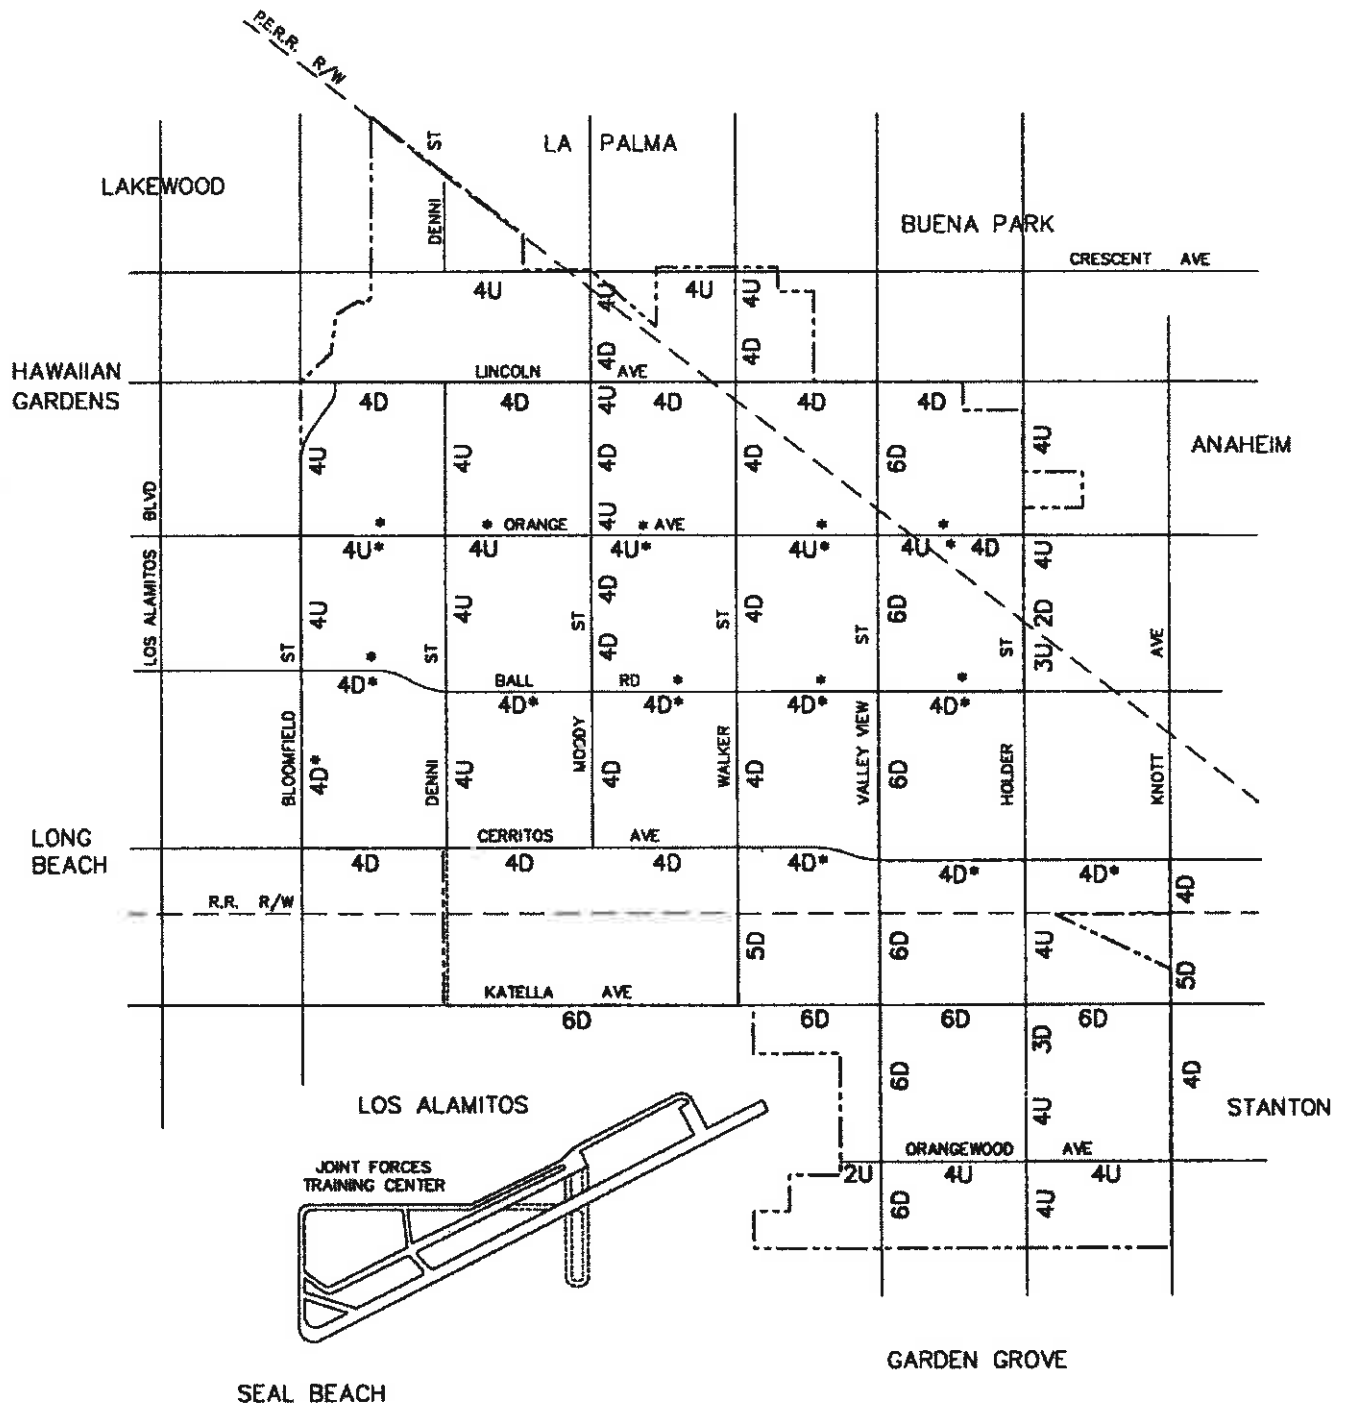 P.E.R.R. R/W
LA PALMA
LAKEWOOD
DENNI ST
BUENA PARK
CRESCENT AVE
4U 4U 4U 4U
4D 4D
HAWAIIAN
GARDENS
LINCOLN AVE
4D 4D 4U 4D 4D 4D
4U 4U 4D 4D 6D 4U
ANAHEIM
LOS ALAMITOS BLVD
* * ORANGE 4U * AVE * *
4U* 4U 4U* 4U* 4U * 4D 4U
4U 4U 4D 4D 6D 2D
4D 3U
*
BALL RD * * *
4D* 4D* 4D* 4D* 4D*
BLOOMFIELD ST
DENNI ST
MOODY ST
WALKER ST
VALLEY VIEW ST
HOLDER ST
KNOTT AVE
4D* 4U 4D 4D 6D
LONG
BEACH
CERRITOS AVE
4D 4D 4D 4D* 4D* 4D* 4D
R.R. R/W
5D 6D 4U 5D
KATELLA AVE
6D 6D 6D 6D
6D 3D 4D
4U
LOS ALAMITOS
STANTON
JOINT FORCES
TRAINING CENTER
ORANGEWOOD AVE
2U 4U 4U
6D 4U
GARDEN GROVE
SEAL BEACH